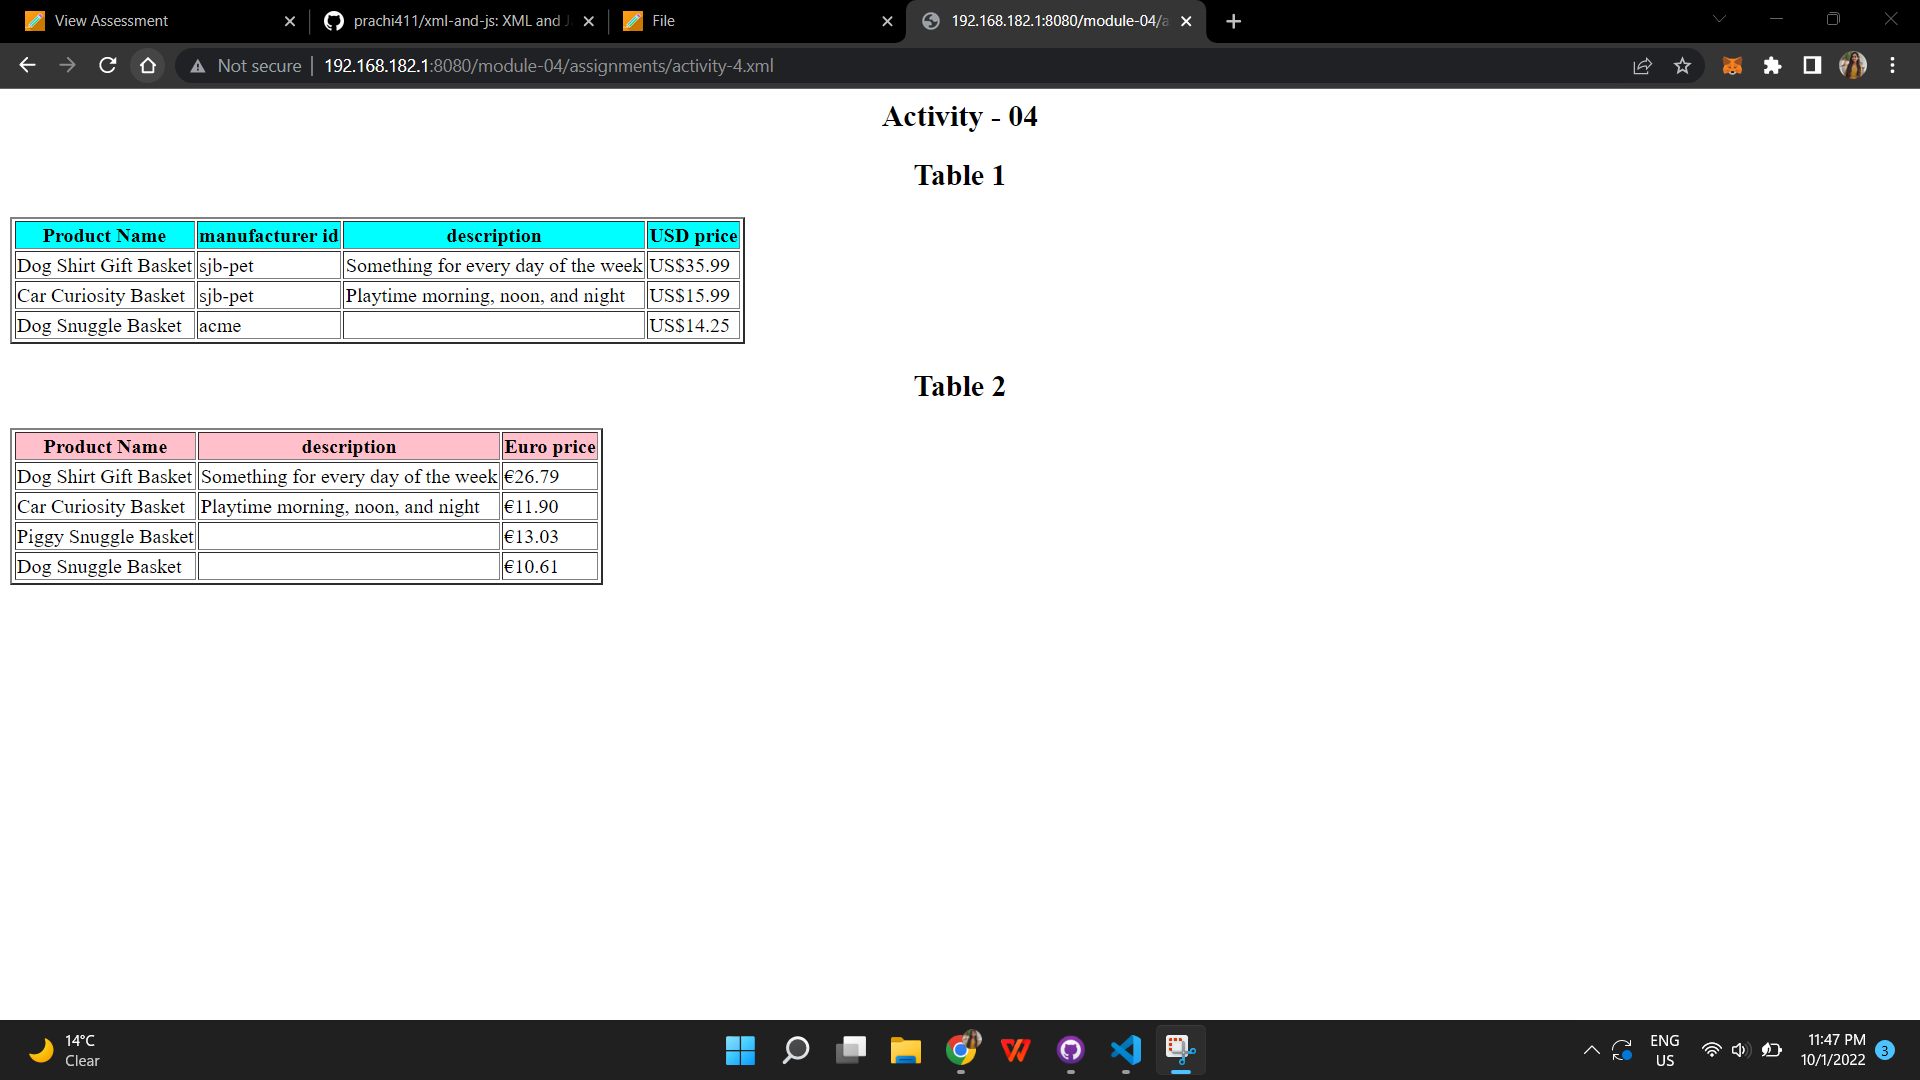 View Assessment
prachi411/xml-and-js: XML and J
File
192.168.182.1:8080/module-04/a
Not secure 192.168.182.1:8080/module-04/assignments/activity-4.xml
Activity - 04
Table 1
Product Name manufacturer id description USD price
Dog Shirt Gift Basket sjb-pet Something for every day of the week US$35.99
Car Curiosity Basket sjb-pet Playtime morning, noon, and night US$15.99
Dog Snuggle Basket acme US$14.25
Table 2
Product Name description Euro price
Dog Shirt Gift Basket Something for every day of the week €26.79
Car Curiosity Basket Playtime morning, noon, and night €11.90
Piggy Snuggle Basket €13.03
Dog Snuggle Basket €10.61
14°C
Clear
ENG
US
11:47 PM
10/1/2022
3